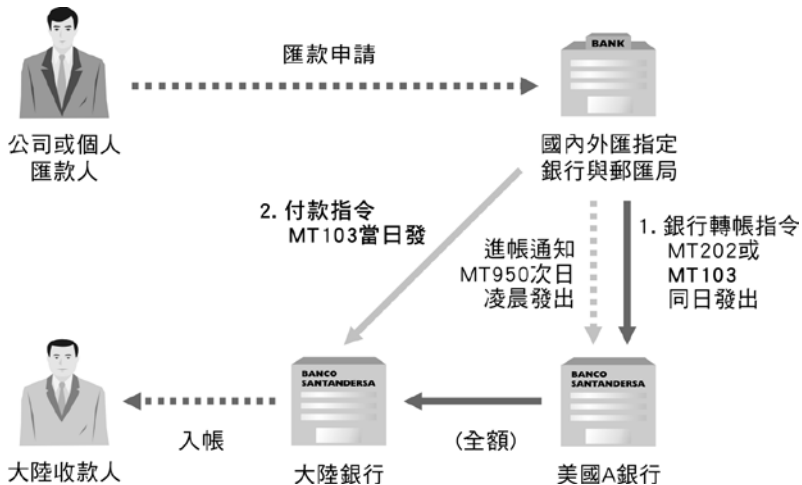 匯款申請
BANK
公司或個人
匯款人
國內外匯指定
銀行與郵匯局
2. 付款指令
MT103當日發
進帳通知
MT950次日
凌晨發出
1. 銀行轉帳指令
MT202或
MT103
同日發出
BANCO
SANTANDERSA
BANCO
SANTANDERSA
入帳
(全額)
大陸收款人
大陸銀行
美國A銀行